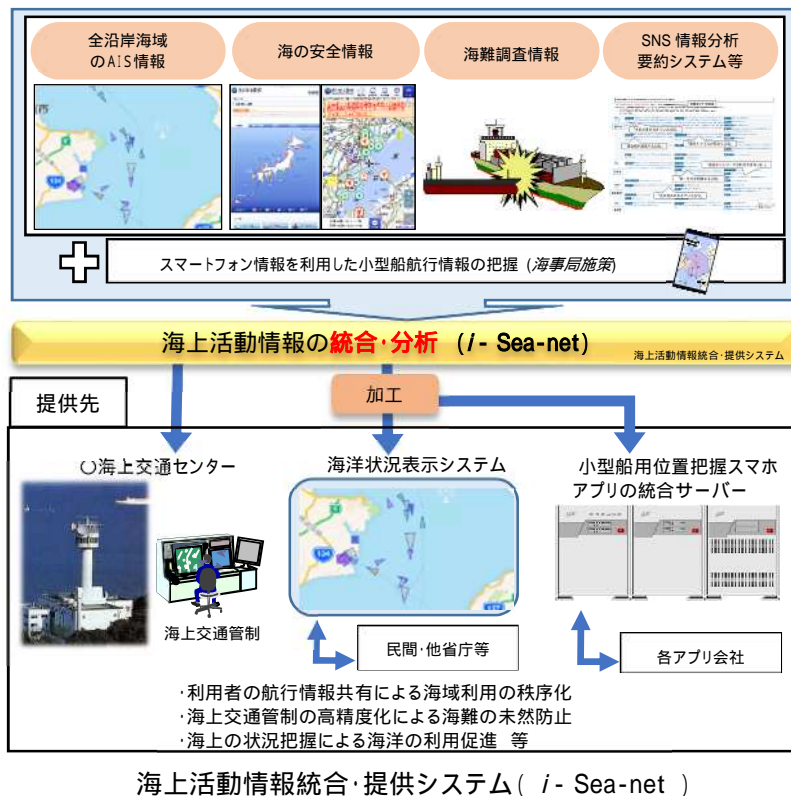 全沿岸海域
のAIS情報
海の安全情報
海難調査情報
SNS 情報分析
要約システム等
スマートフォン情報を利用した小型船航行情報の把握 (海事局施策)
海上活動情報の統合・分析 (i- Sea-net)
海上活動情報統合・提供システム
提供先
加工
○海上交通センター
海洋状況表示システム
小型船用位置把握スマホ
アプリの統合サーバー
134
海上交通管制
民間・他省庁等
各アプリ会社
・利用者の航行情報共有による海域利用の秩序化
・海上交通管制の高精度化による海難の未然防止
・海上の状況把握による海洋の利用促進 等
海上活動情報統合・提供システム( i- Sea-net )